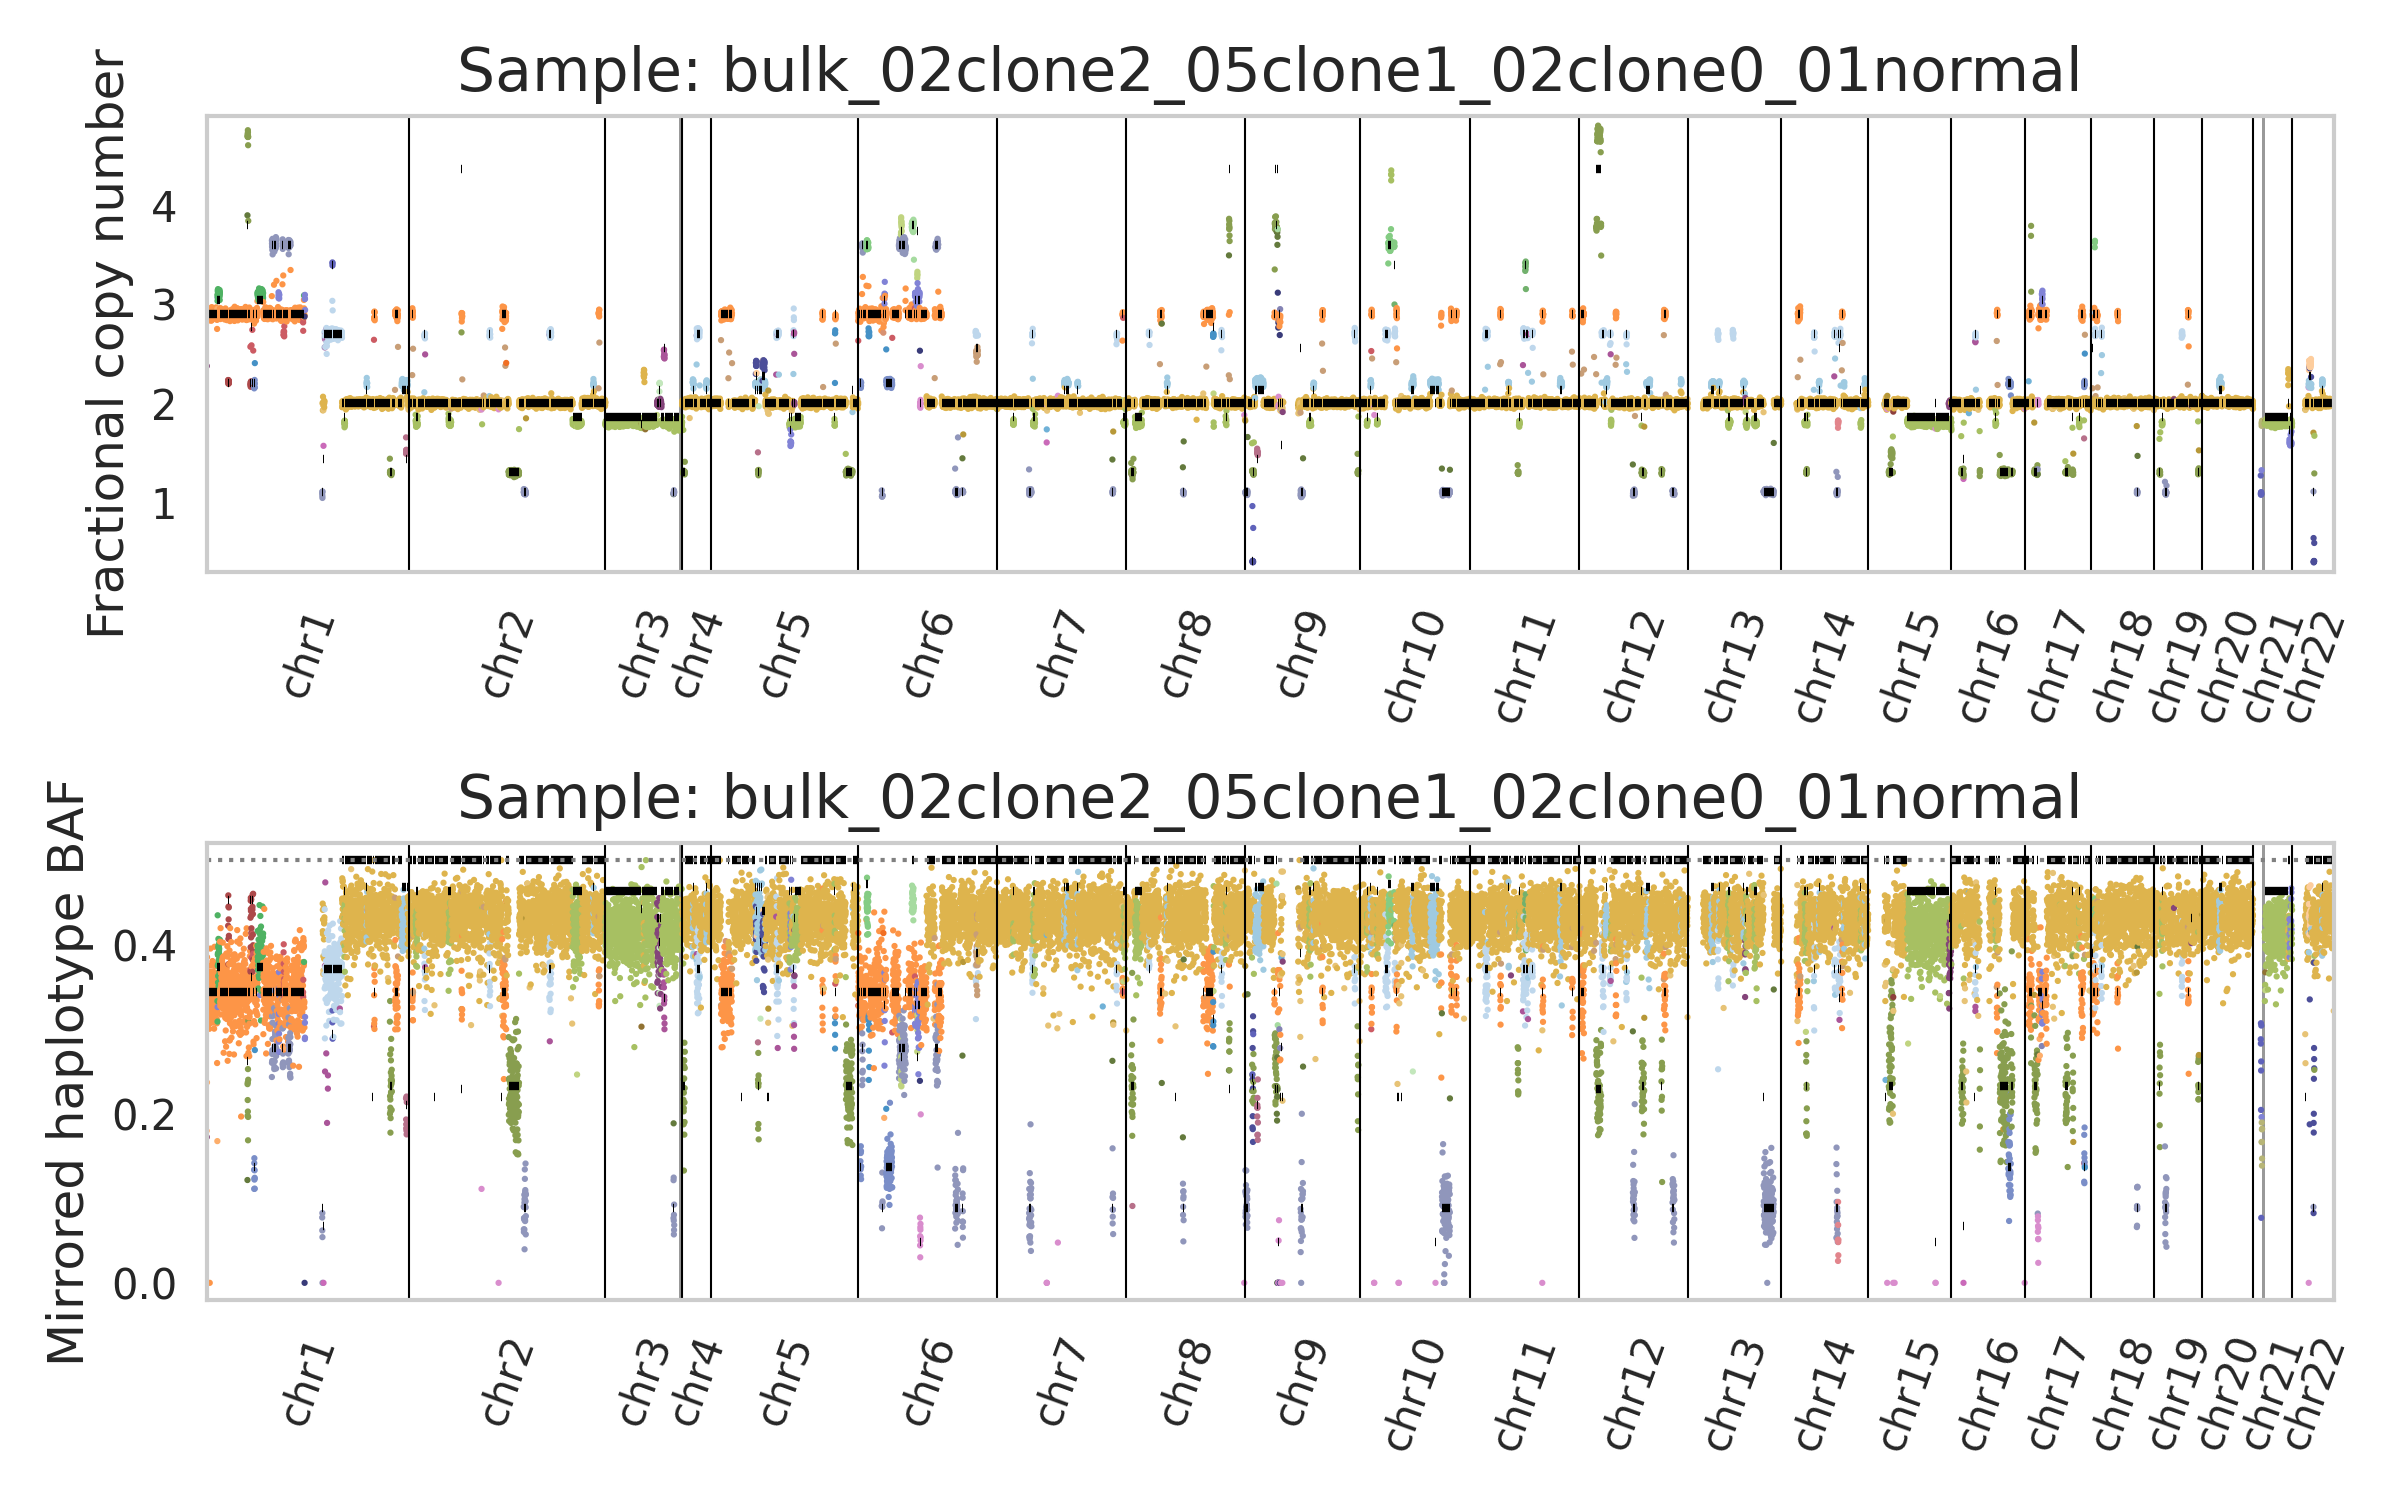 Sample: bulk_02clone2_05clone1_02clone0_01normal
Fractional copy number
4
3
2
1
chr1 chr2 chr3 chr4 chr5 chr6 chr7 chr8 chr9 chr10 chr11 chr12 chr13 chr14 chr15 chr16 chr17 chr18 chr19 chr20 chr21 chr22
Sample: bulk_02clone2_05clone1_02clone0_01normal
Mirrored haplotype BAF
0.4
0.2
0.0
chr1 chr2 chr3 chr4 chr5 chr6 chr7 chr8 chr9 chr10 chr11 chr12 chr13 chr14 chr15 chr16 chr17 chr18 chr19 chr20 chr21 chr22